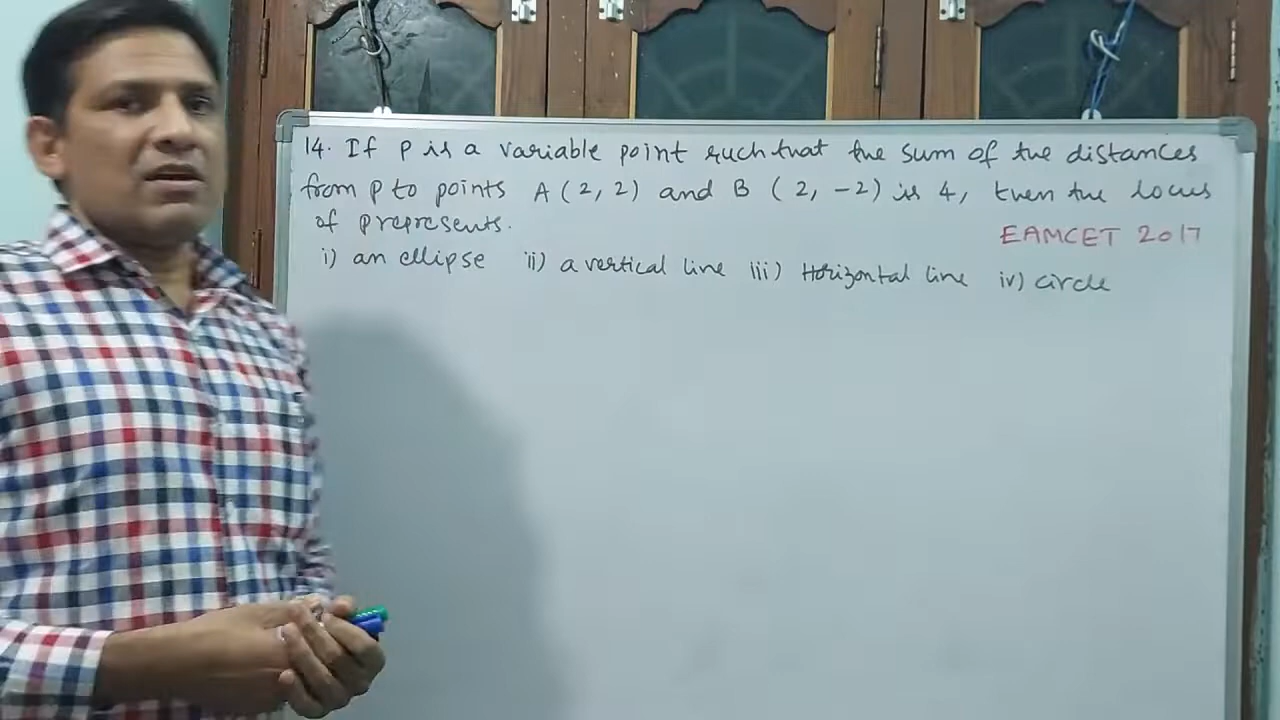 14. If P is a variable point such that the sum of the distances
from P to points A (2, 2) and B (2, -2) is 4, then the locus
of P represents.
EAMCET 2017
i) an ellipse ii) a vertical line iii) Horizontal line iv) circle